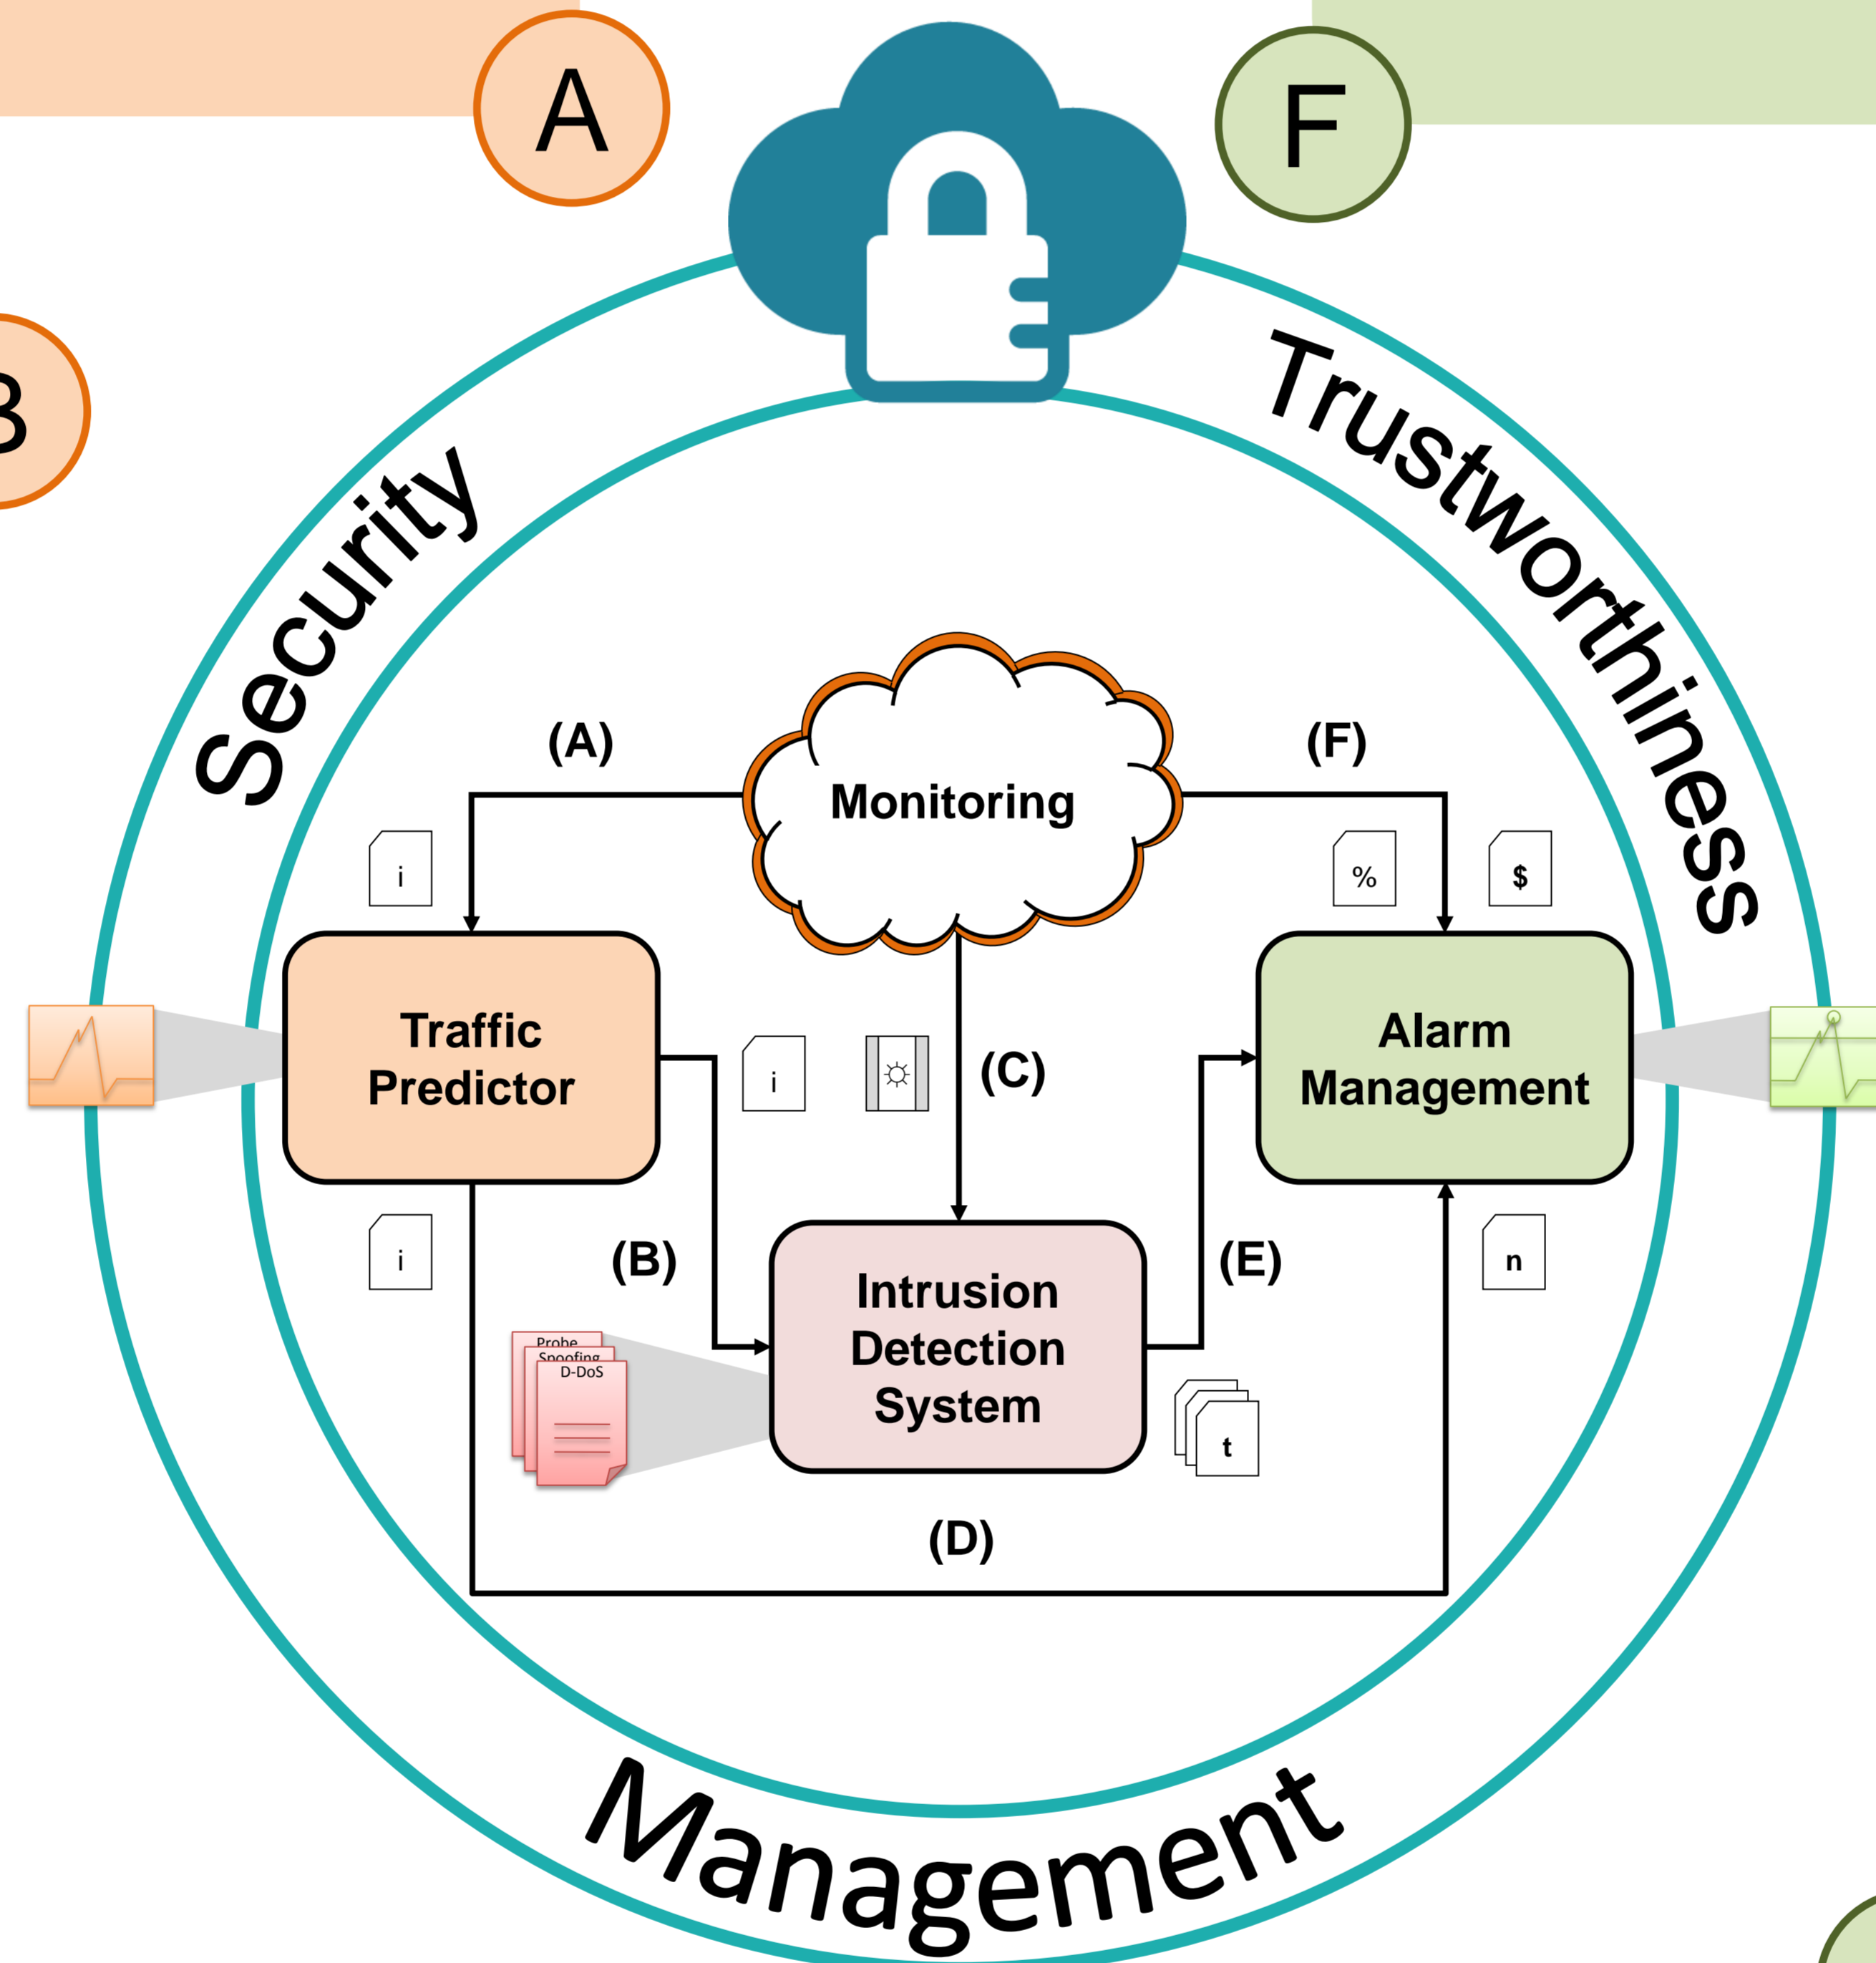 A
F
B
Security
Trustworthiness
(A)
(F)
Monitoring
i
%
$
Traffic
Predictor
Alarm
Management
i
(C)
i
(B)
(E)
n
Intrusion
Detection
System
Probe
Spoofing
D-DoS
t
(D)
Management